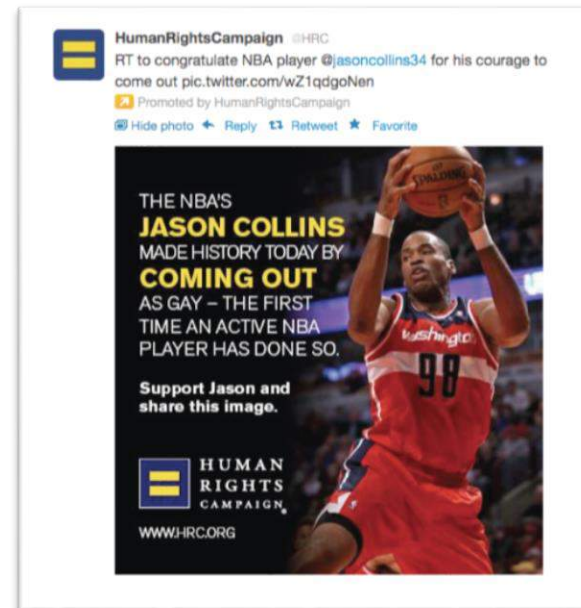 HumanRightsCampaign @HRC
RT to congratulate NBA player @jasoncollins34 for his courage to
come out pic.twitter.com/wZ1qdgoNen
Promoted by HumanRightsCampaign
Hide photo Reply Retweet Favorite
THE NBA'S
JASON COLLINS
MADE HISTORY TODAY BY
COMING OUT
AS GAY – THE FIRST
TIME AN ACTIVE NBA
PLAYER HAS DONE SO.
Support Jason and
share this image.
HUMAN
RIGHTS
CAMPAIGN®
WWW.HRC.ORG
SPALDING
Washington
98